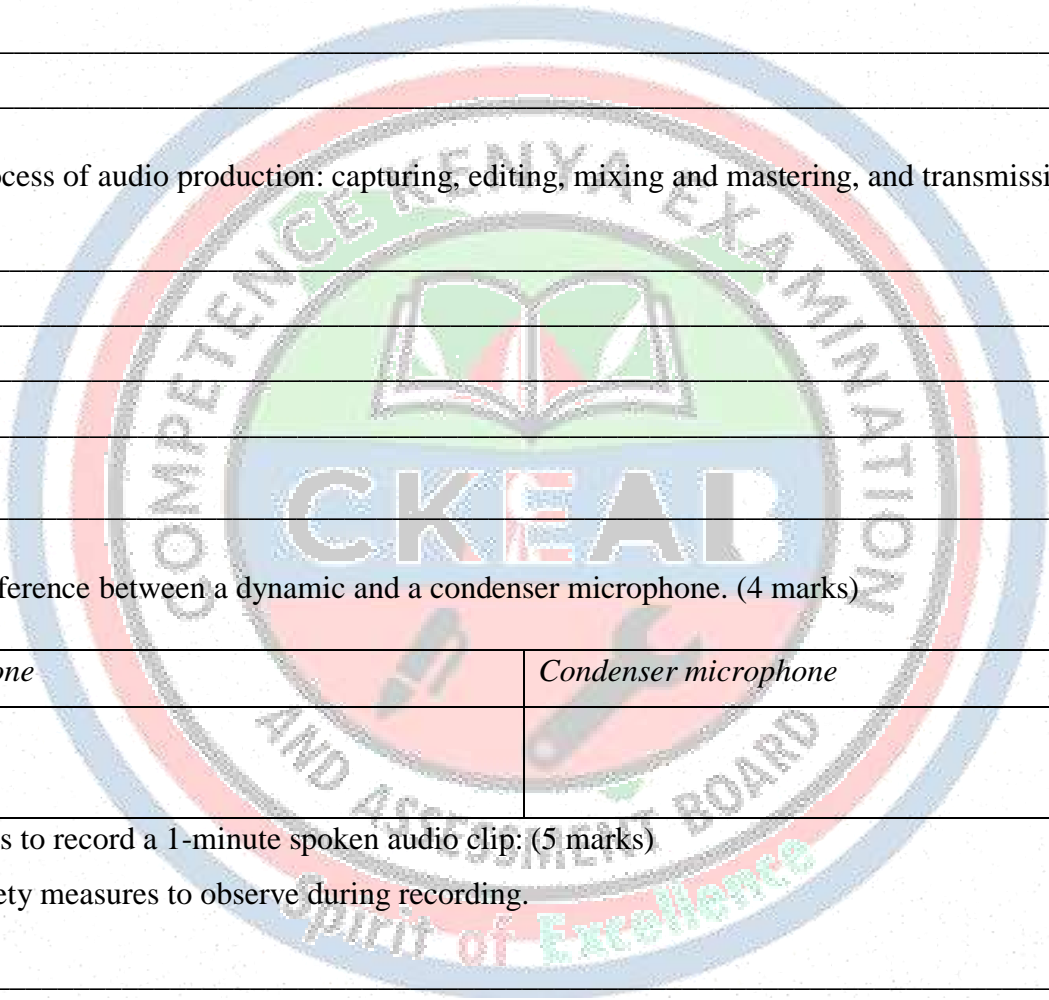 COMPETENCE KENYA EXAMINATION
ocess of audio production: capturing, editing, mixing and mastering, and transmissi
CKEAB
ference between a dynamic and a condenser microphone. (4 marks)
one
Condenser microphone
AND ASSESSMENT BOARD
s to record a 1-minute spoken audio clip: (5 marks)
ety measures to observe during recording.
Spirit of Excellence